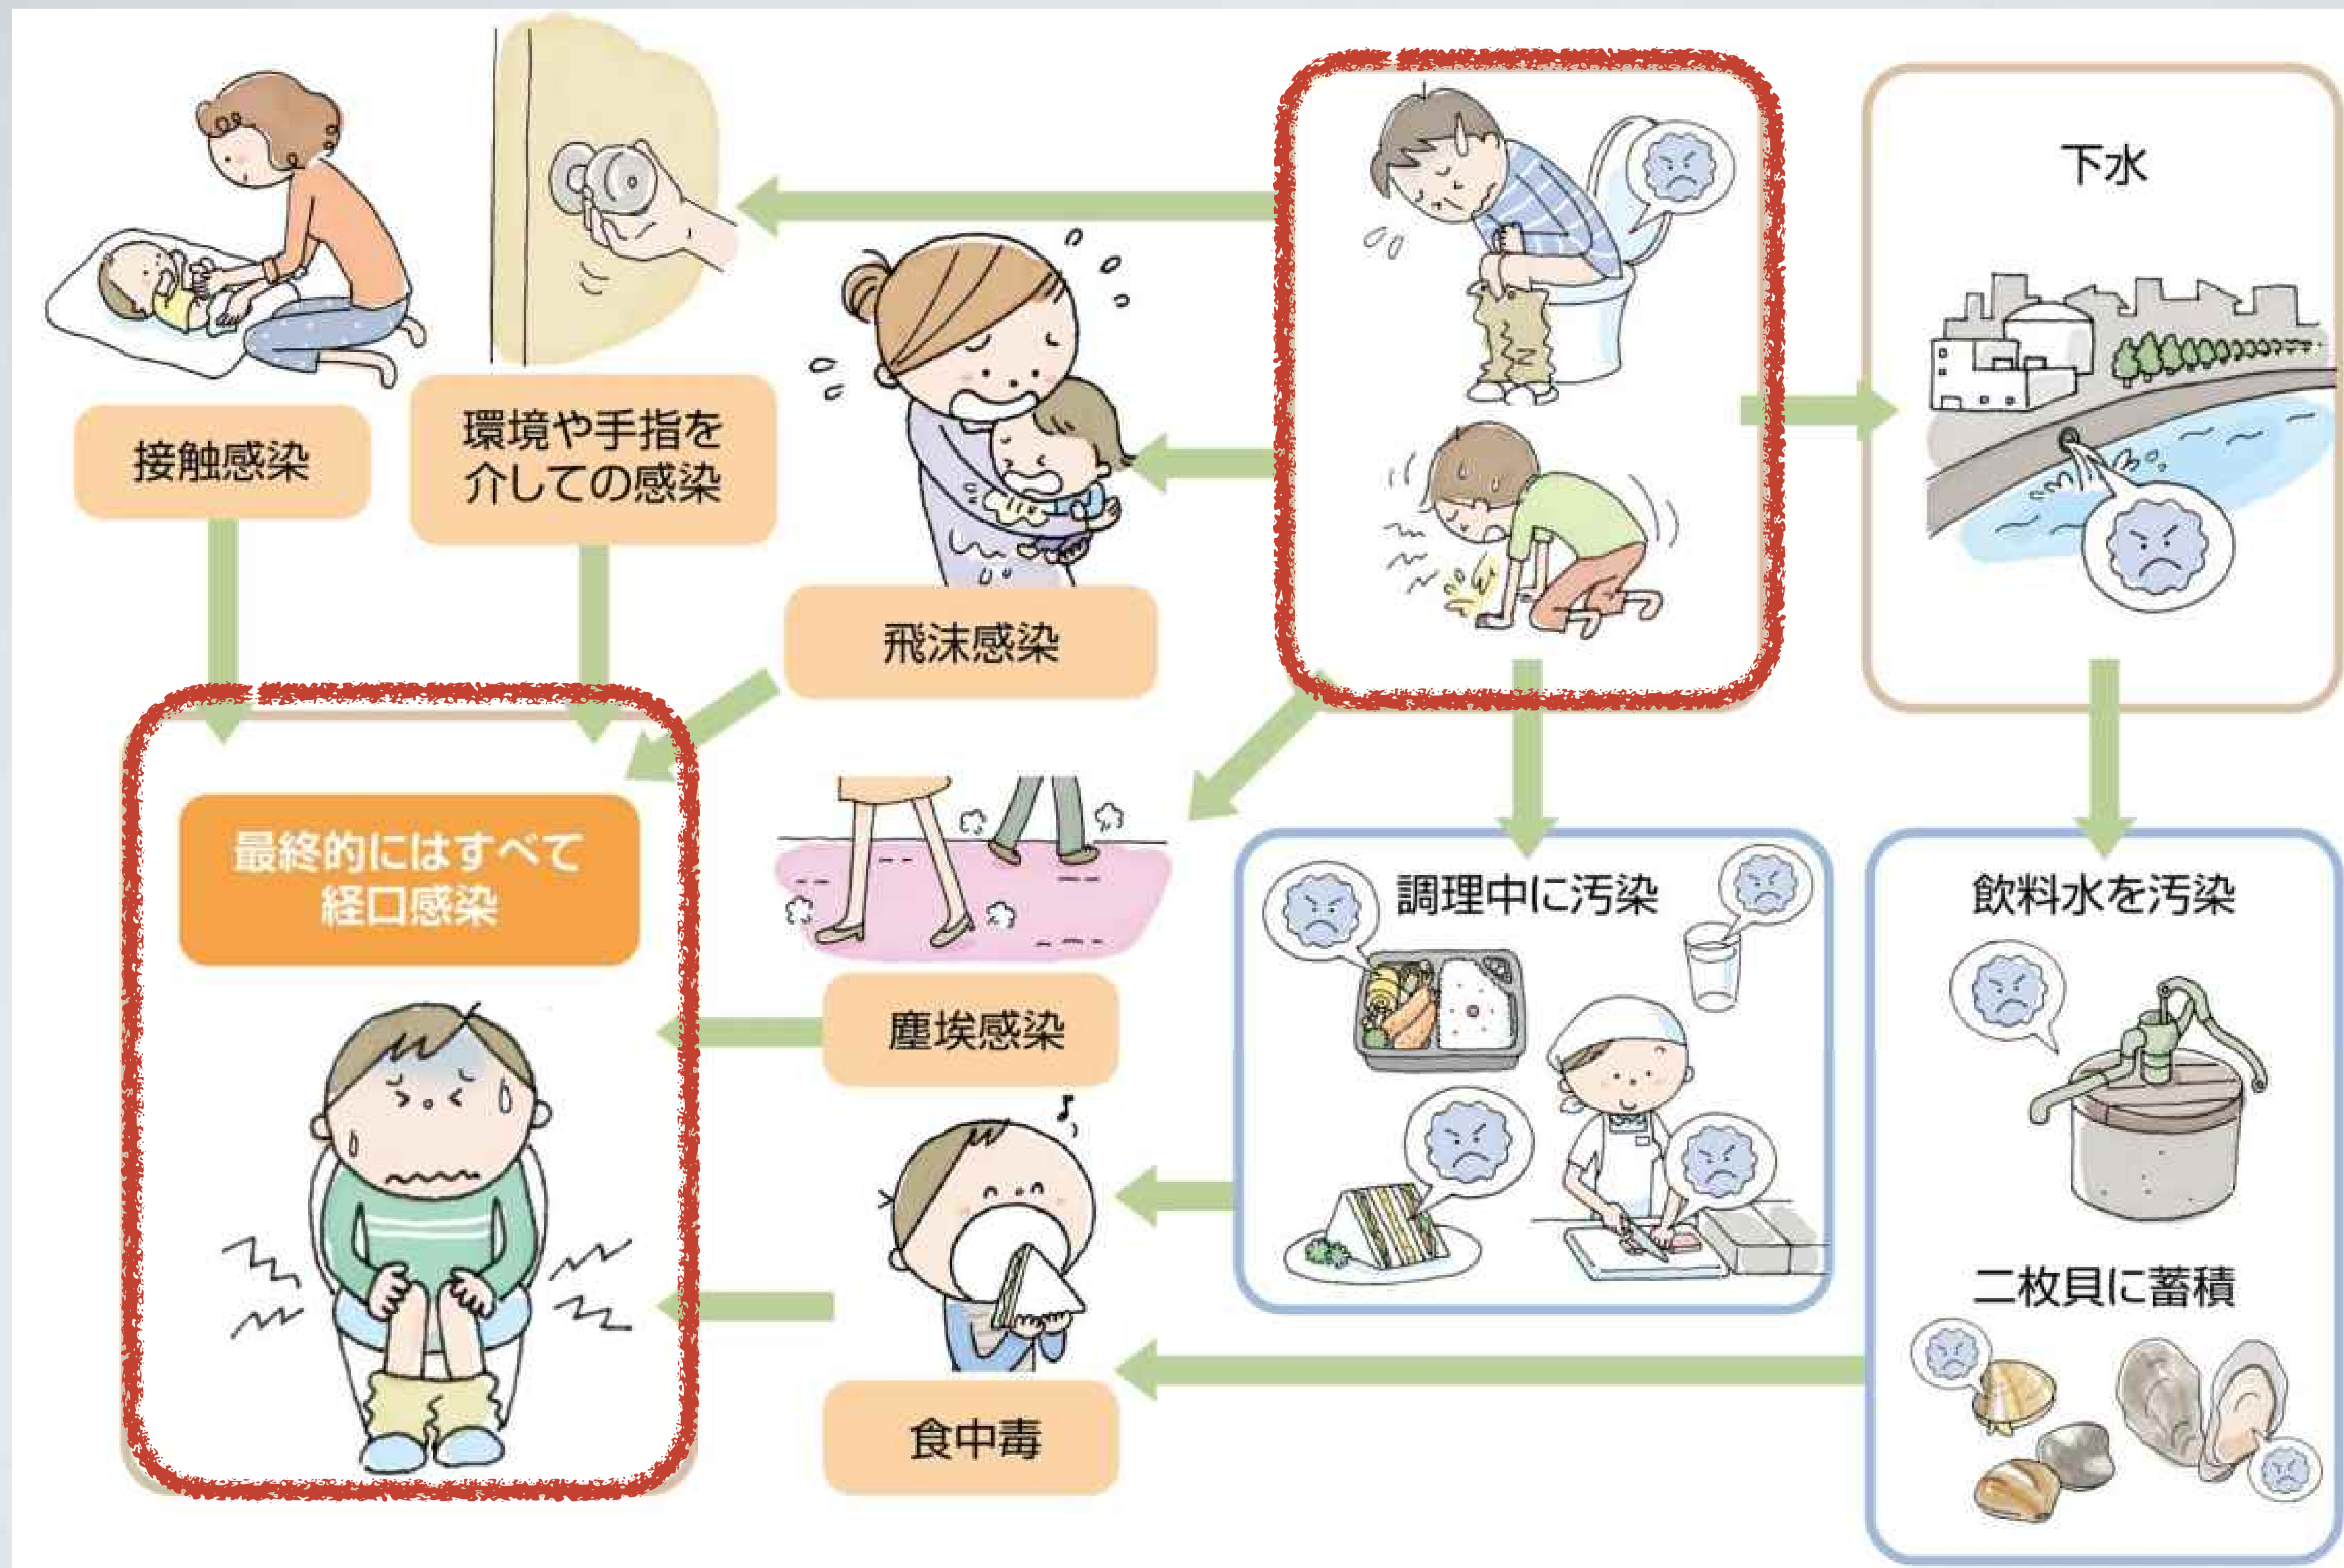 下水
接触感染
環境や手指を
介しての感染
飛沫感染
最終的にはすべて
経口感染
塵埃感染
調理中に汚染
飲料水を汚染
二枚貝に蓄積
食中毒